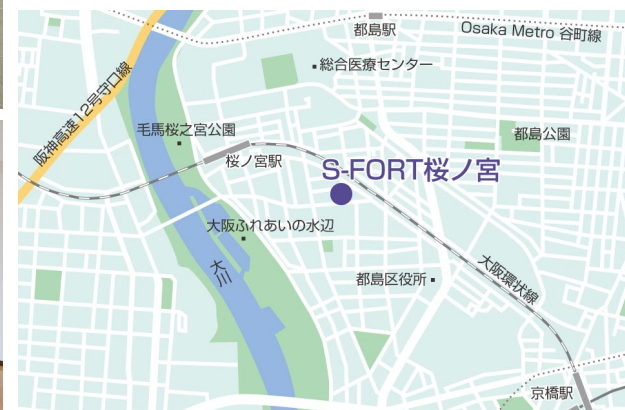 都島駅
Osaka Metro 谷町線
総合医療センター
阪神高速12号守口線
毛馬桜之宮公園
都島公園
桜ノ宮駅
S-FORT桜ノ宮
大阪ふれあいの水辺
大川
都島区役所
大阪環状線
京橋駅